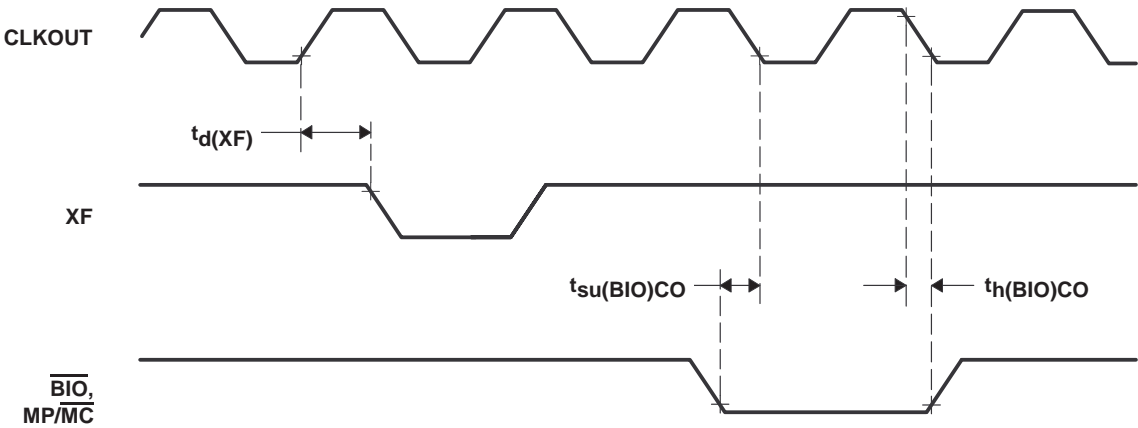 CLKOUT
td(XF)
XF
tsu(BIO)CO
th(BIO)CO
BIO,
MP/MC